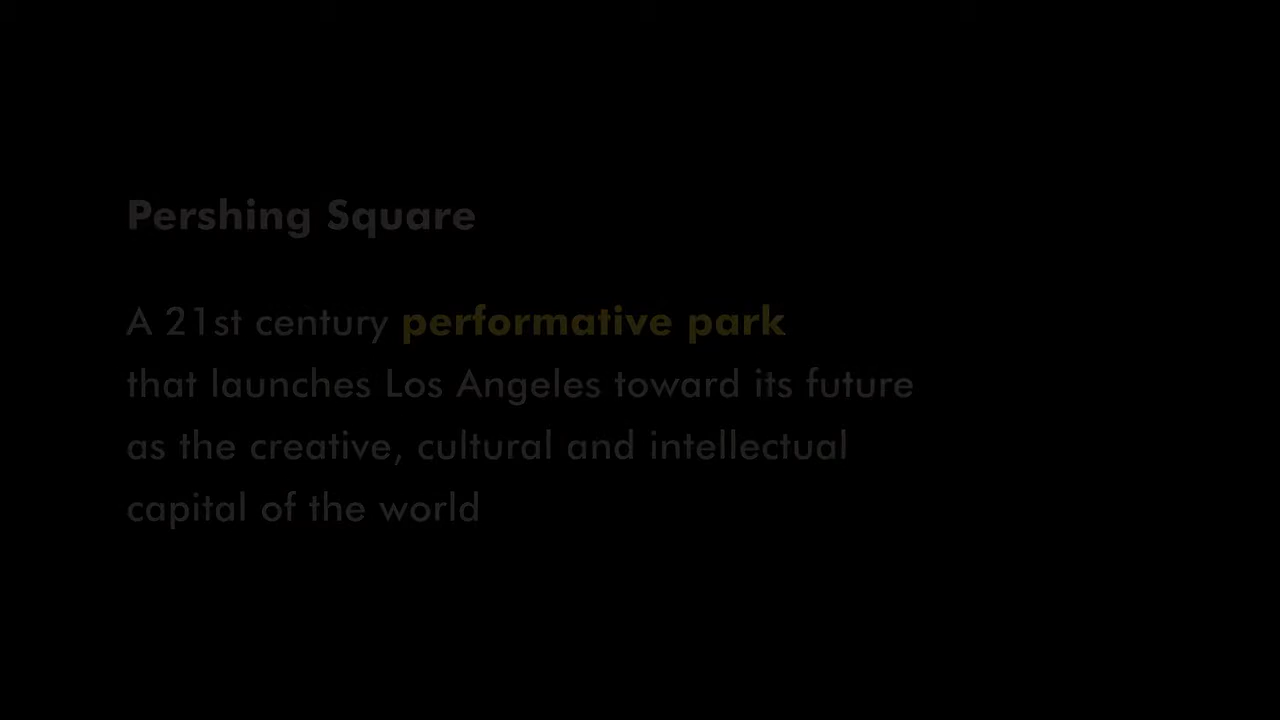 Pershing Square
A 21st century performative park
that launches Los Angeles toward its future
as the creative, cultural and intellectual
capital of the world